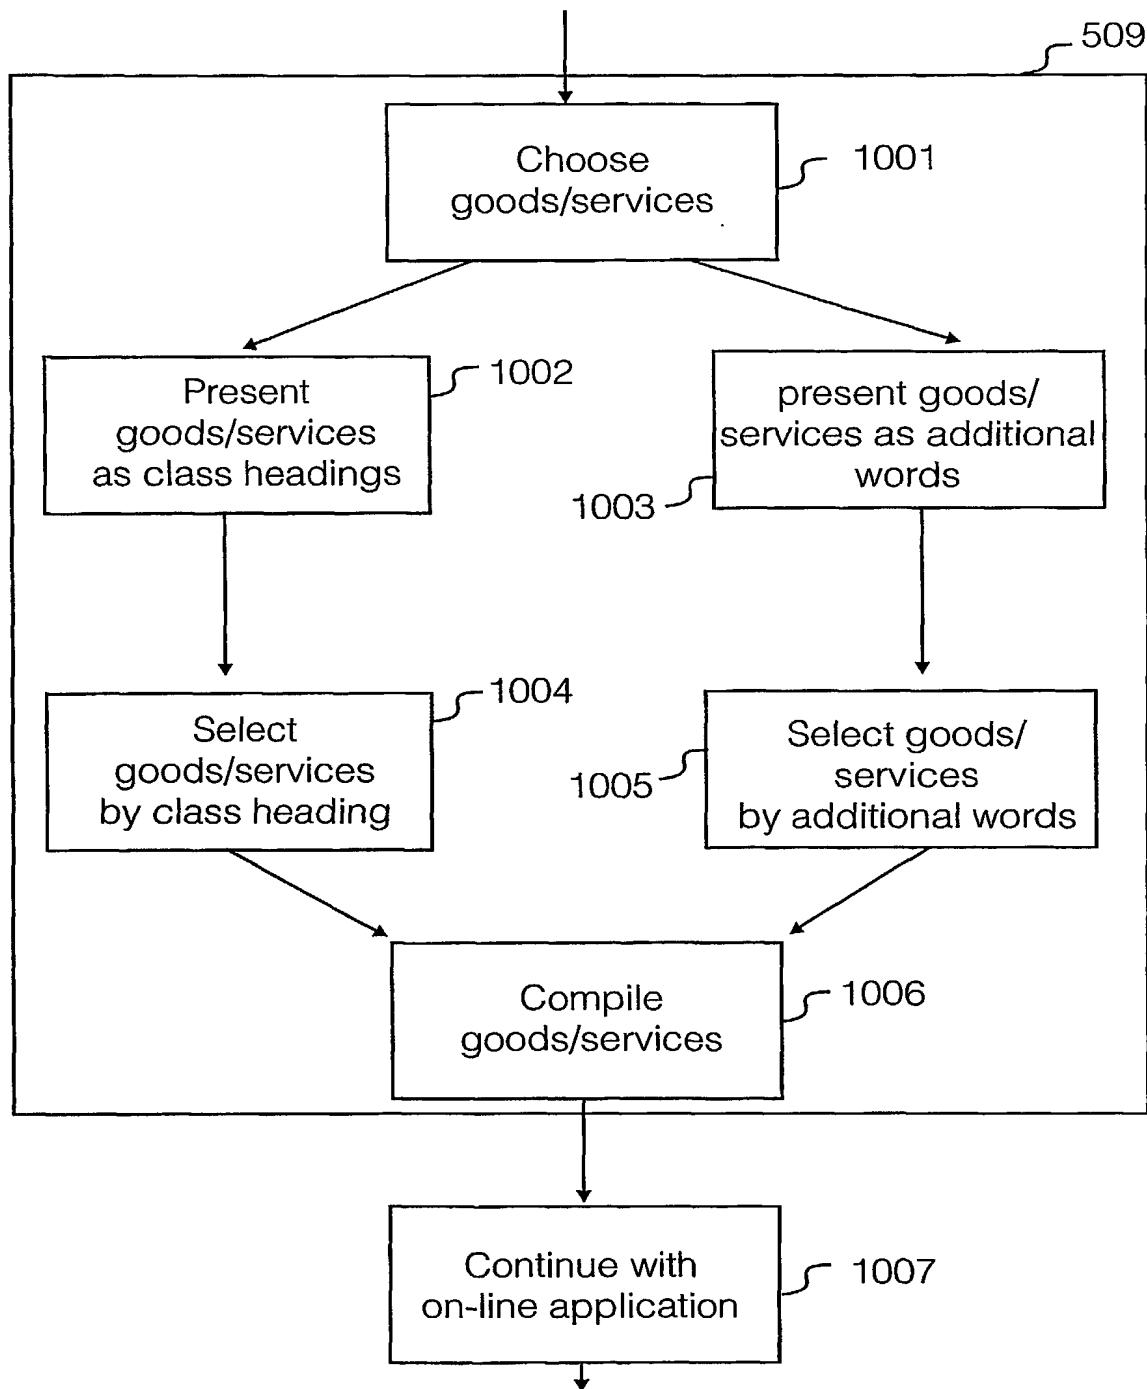 509
Choose
goods/services
1001
Present
goods/services
as class headings
1002
present goods/
services as additional
words
1003
Select
goods/services
by class heading
1004
Select goods/
services
by additional words
1005
Compile
goods/services
1006
Continue with
on-line application
1007